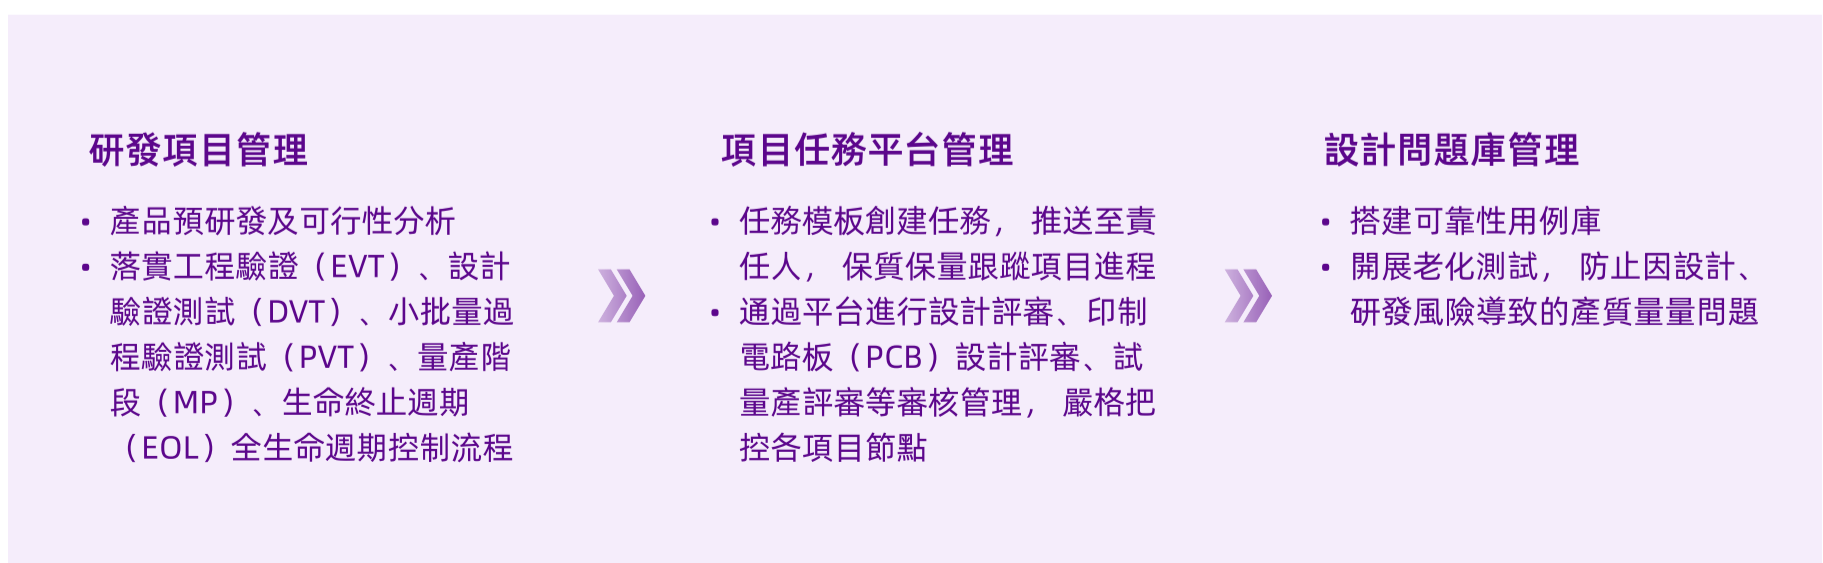 研發項目管理
• 產品預研發及可行性分析
• 落實工程驗證（EVT）、設計
驗證測試（DVT）、小批量過
程驗證測試（PVT）、量產階
段（MP）、生命終止週期
（EOL）全生命週期控制流程
項目任務平台管理
• 任務模板創建任務， 推送至責
任人， 保質保量跟蹤項目進程
• 通過平台進行設計評審、印制
電路板（PCB）設計評審、試
量產評審等審核管理， 嚴格把
控各項目節點
設計問題庫管理
• 搭建可靠性用例庫
• 開展老化測試， 防止因設計、
研發風險導致的產質量量問題